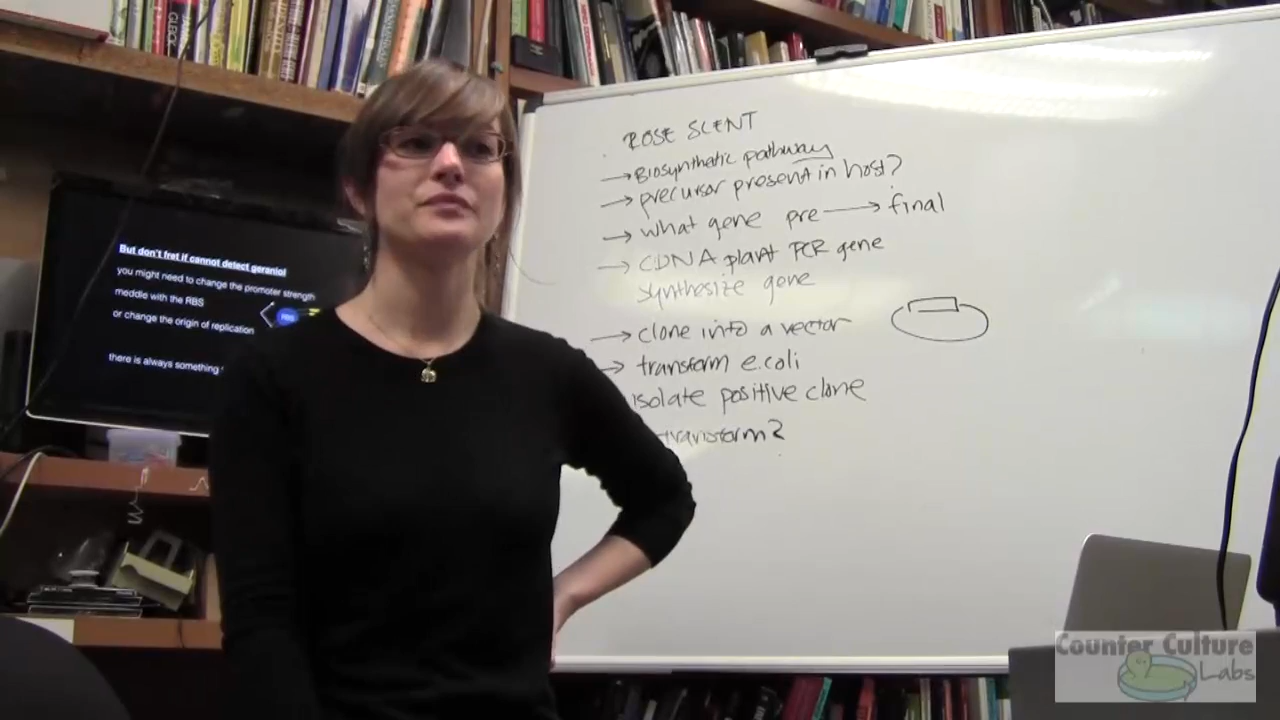 ROSE SCENT
→ Biosynthetic pathway
→ precursor present in host?
→ what gene pre → final
→ CDNA plant PCR gene
synthesize gene
→ clone into a vector
→ transform e.coli
isolate positive clone
transform?
But don't fret if cannot detect geraniol
you might need to change the promoter strength
meddle with the RBS
or change the origin of replication
there is always something
RBS
Counter Culture
Labs